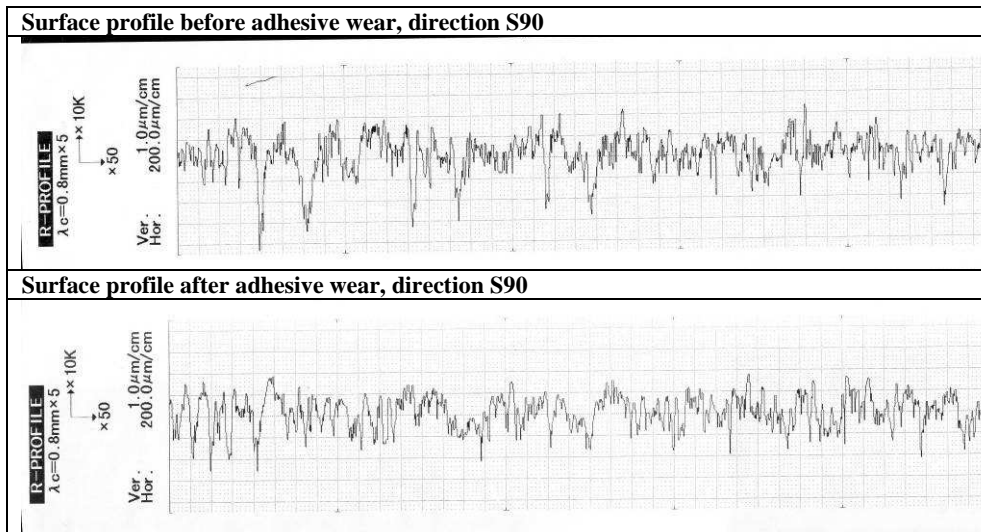 Surface profile before adhesive wear, direction S90
R-PROFILE
λc=0.8mm×5
×10K
×50
Ver. 1.0μm/cm
Hor. 200.0μm/cm
Surface profile after adhesive wear, direction S90
R-PROFILE
λc=0.8mm×5
×10K
×50
Ver. 1.0μm/cm
Hor. 200.0μm/cm